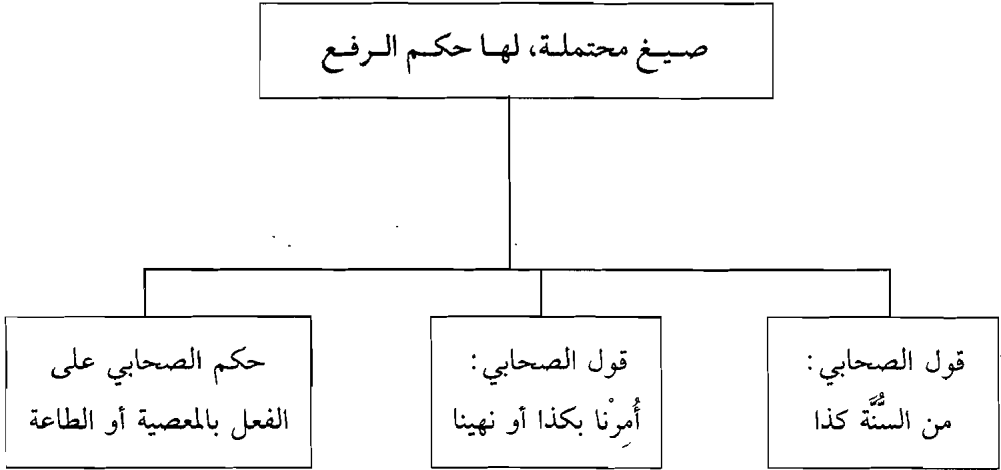 صيغ محتملة، لها حكم الرفع
قول الصحابي:
من السُّنَّة كذا
قول الصحابي:
أُمِرْنا بكذا أو نهينا
حكم الصحابي على
الفعل بالمعصية أو الطاعة